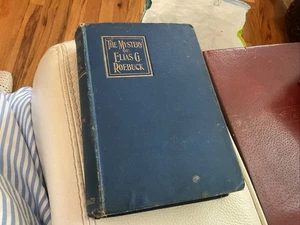 THE MYSTERY
OF
ELIAS G.
ROEBUCK